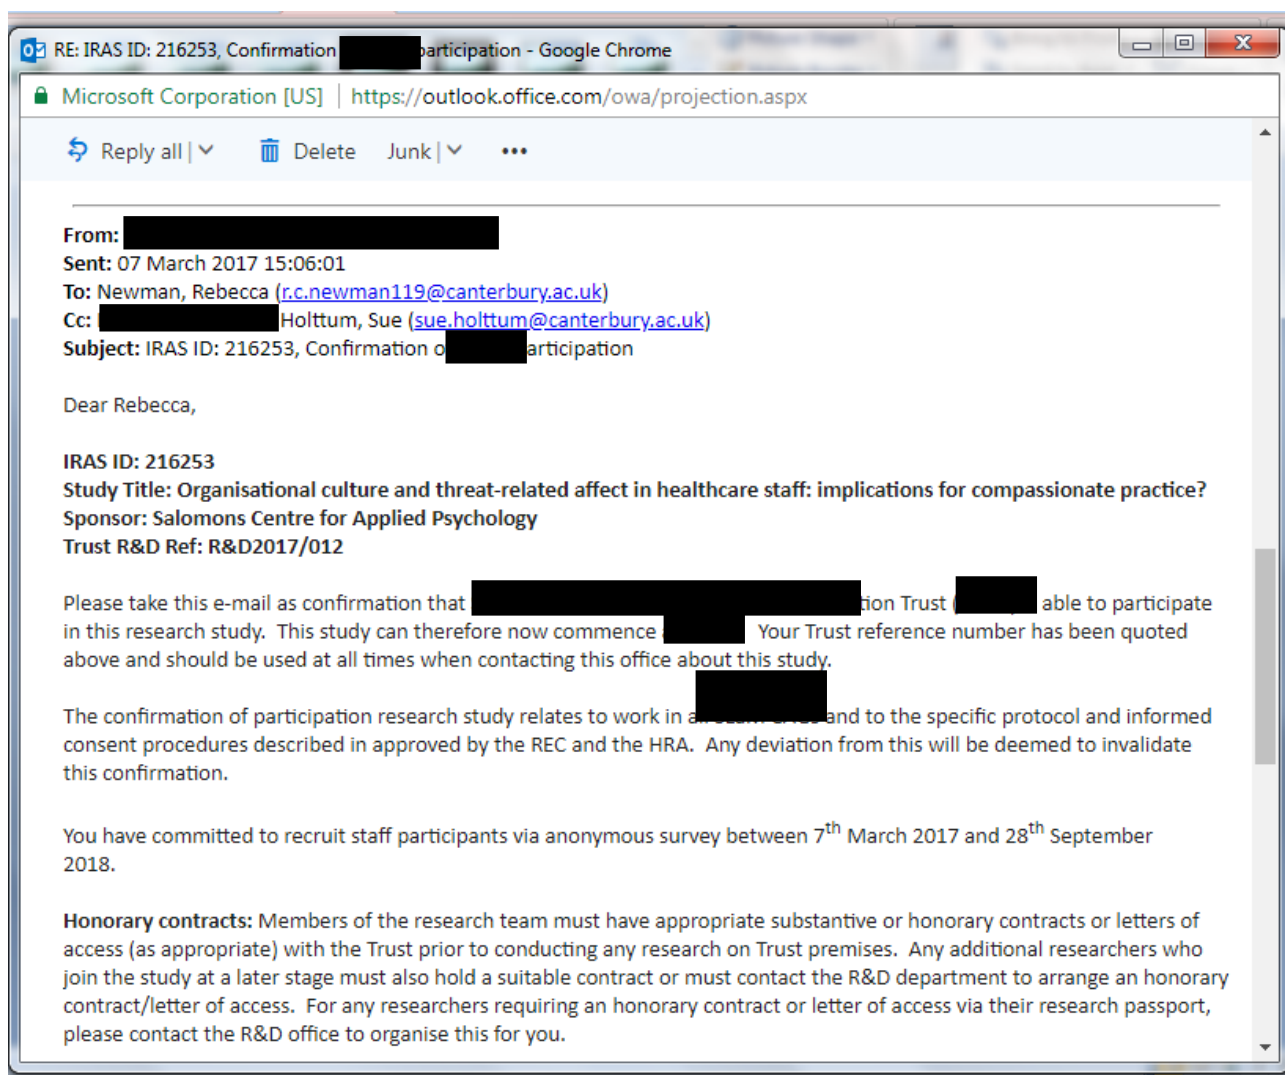 RE: IRAS ID: 216253, Confirmation participation - Google Chrome
Microsoft Corporation [US] | https://outlook.office.com/owa/projection.aspx
Reply all | Delete Junk | •••
From:
Sent: 07 March 2017 15:06:01
To: Newman, Rebecca (r.c.newman119@canterbury.ac.uk)
Cc: Holttum, Sue (sue.holttum@canterbury.ac.uk)
Subject: IRAS ID: 216253, Confirmation o articipation
Dear Rebecca,
IRAS ID: 216253
Study Title: Organisational culture and threat-related affect in healthcare staff: implications for compassionate practice?
Sponsor: Salomons Centre for Applied Psychology
Trust R&D Ref: R&D2017/012
Please take this e-mail as confirmation that tion Trust ( able to participate
in this research study. This study can therefore now commence Your Trust reference number has been quoted
above and should be used at all times when contacting this office about this study.
The confirmation of participation research study relates to work in and to the specific protocol and informed
consent procedures described in approved by the REC and the HRA. Any deviation from this will be deemed to invalidate
this confirmation.
You have committed to recruit staff participants via anonymous survey between 7th March 2017 and 28th September
2018.
Honorary contracts: Members of the research team must have appropriate substantive or honorary contracts or letters of
access (as appropriate) with the Trust prior to conducting any research on Trust premises. Any additional researchers who
join the study at a later stage must also hold a suitable contract or must contact the R&D department to arrange an honorary
contract/letter of access. For any researchers requiring an honorary contract or letter of access via their research passport,
please contact the R&D office to organise this for you.